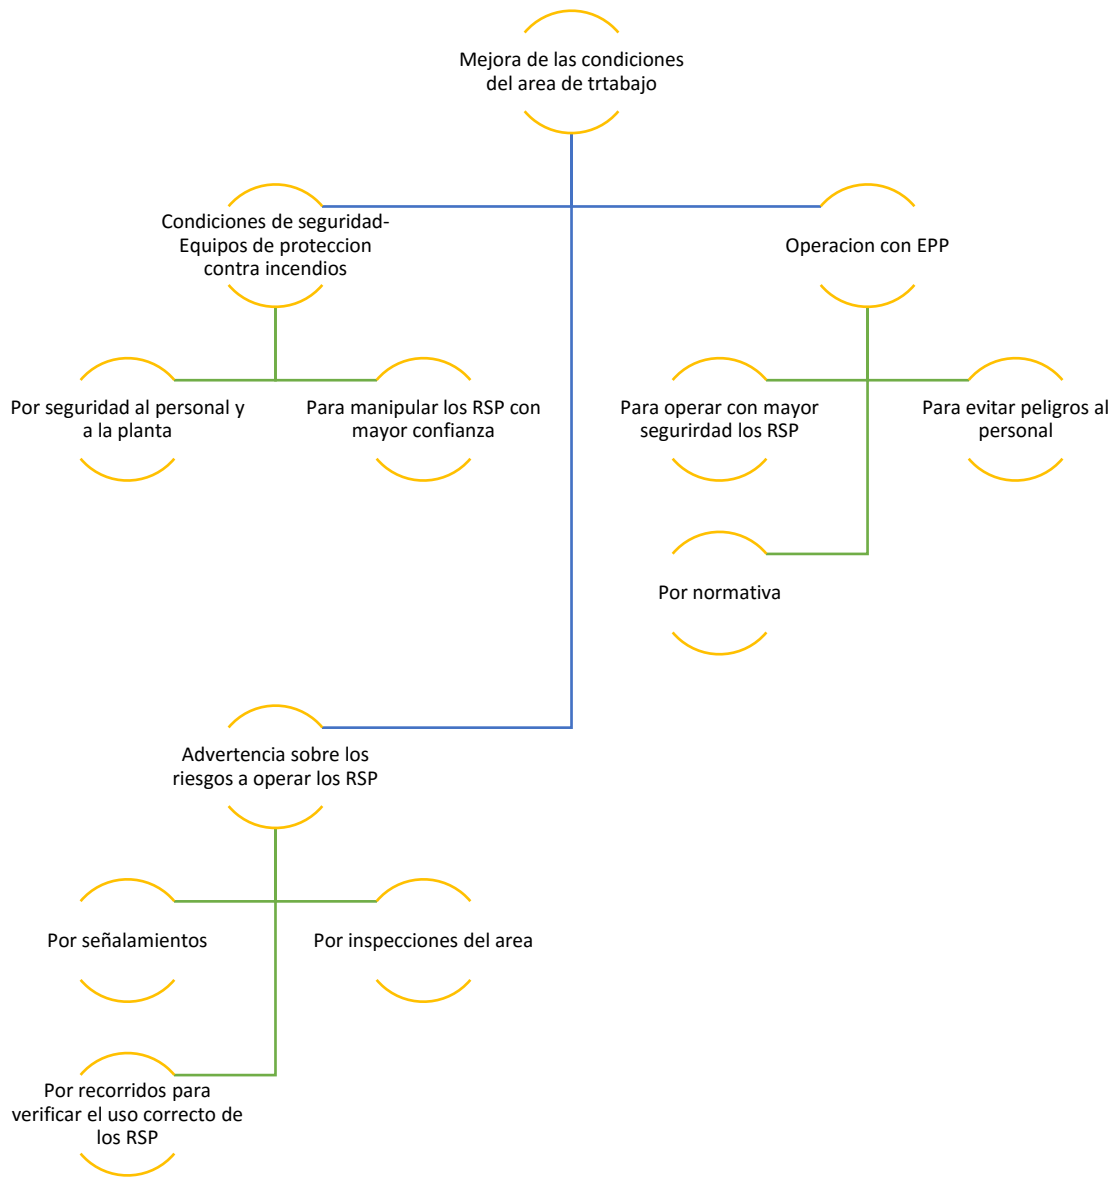 Mejora de las condiciones
del area de trtabajo
Condiciones de seguridad-
Equipos de proteccion
contra incendios
Operacion con EPP
Por seguridad al personal y
a la planta
Para manipular los RSP con
mayor confianza
Para operar con mayor
segurirdad los RSP
Para evitar peligros al
personal
Por normativa
Advertencia sobre los
riesgos a operar los RSP
Por señalamientos
Por inspecciones del area
Por recorridos para
verificar el uso correcto de
los RSP